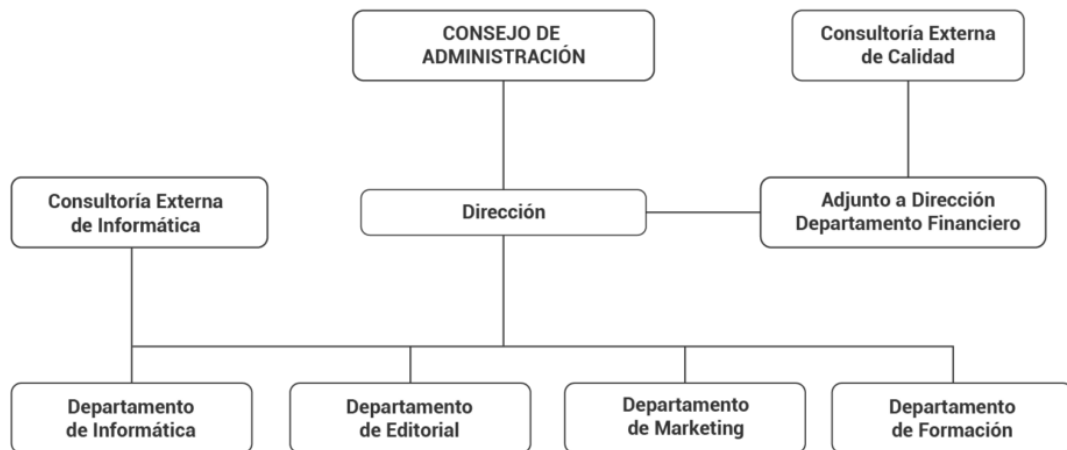 CONSEJO DE
ADMINISTRACIÓN
Consultoría Externa
de Calidad
Consultoría Externa
de Informática
Dirección
Adjunto a Dirección
Departamento Financiero
Departamento
de Informática
Departamento
de Editorial
Departamento
de Marketing
Departamento
de Formación